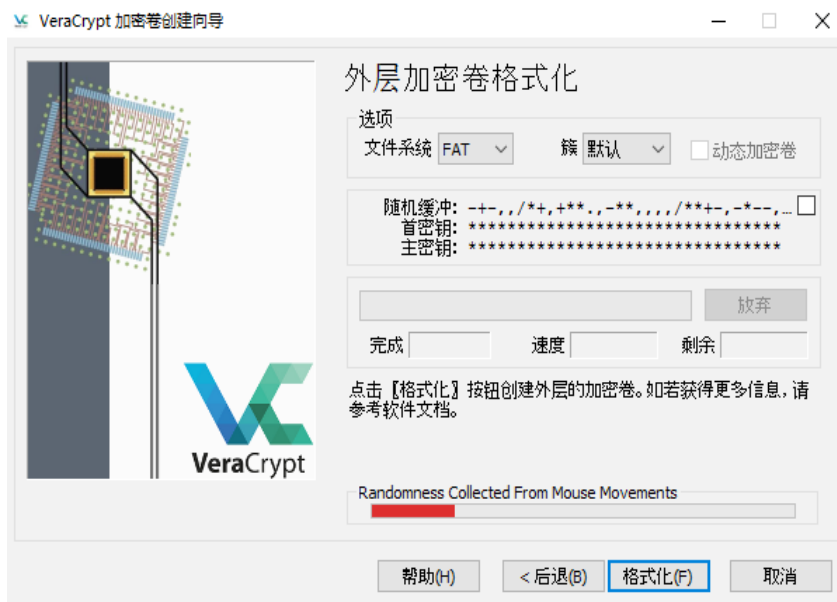 VeraCrypt 加密卷创建向导
外层加密卷格式化
选项
文件系统 FAT 簇 默认 动态加密卷
随机缓冲: -+-,,/*+,+**.,-**,,,,/**+-,-*--,...
首密钥: ********************************
主密钥: ********************************
放弃
完成 速度 剩余
点击【格式化】按钮创建外层的加密卷。如若获得更多信息, 请
参考软件文档。
VeraCrypt
Randomness Collected From Mouse Movements
帮助(H) < 后退(B) 格式化(F) 取消